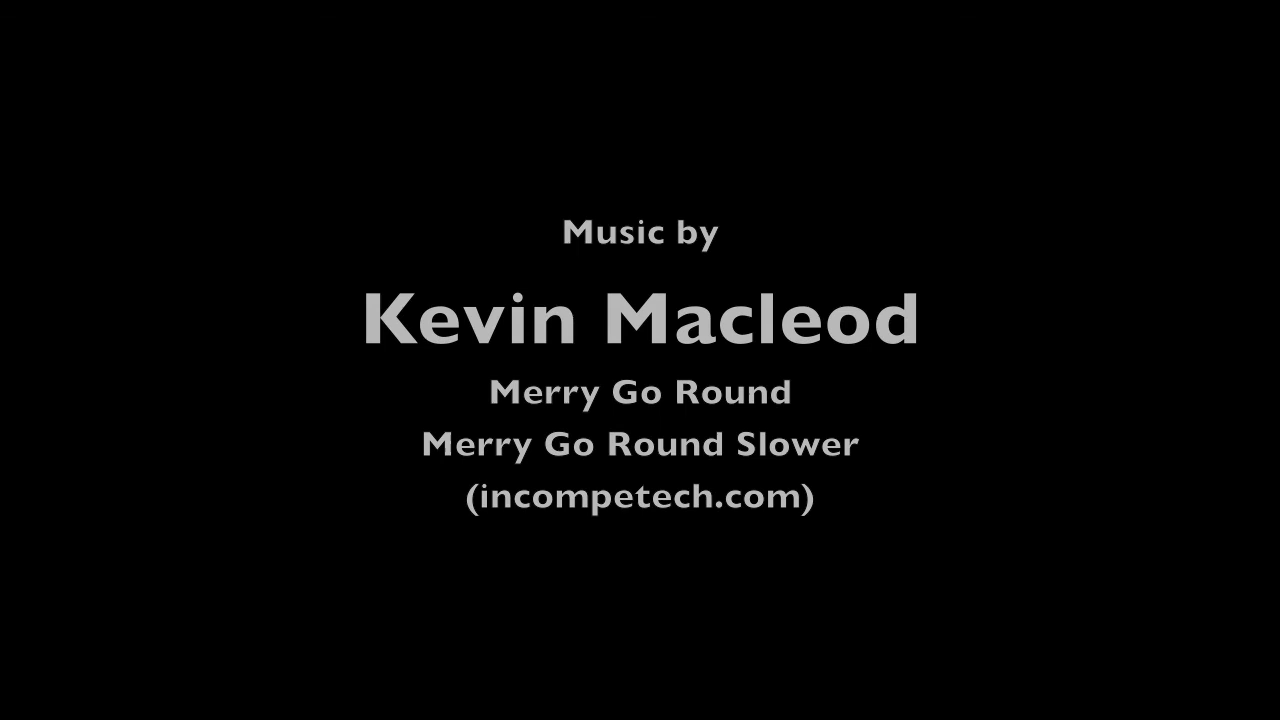 Music by
Kevin Macleod
Merry Go Round
Merry Go Round Slower
(incompetech.com)